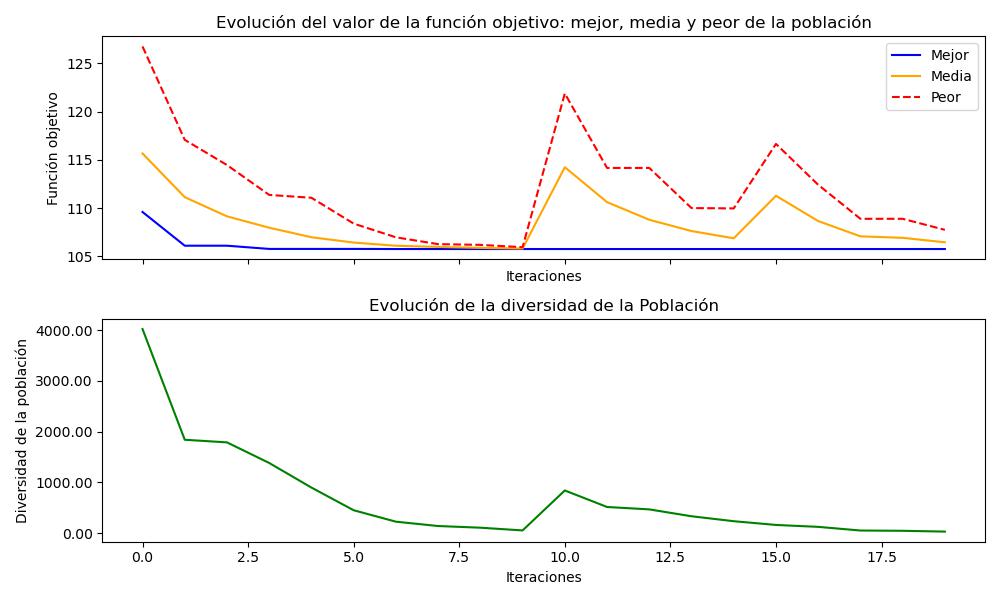 Evolución del valor de la función objetivo: mejor, media y peor de la población
Función objetivo
125
120
115
110
105
Mejor
Media
Peor
Iteraciones
Evolución de la diversidad de la Población
Diversidad de la población
4000.00
3000.00
2000.00
1000.00
0.00
0.0 2.5 5.0 7.5 10.0 12.5 15.0 17.5
Iteraciones